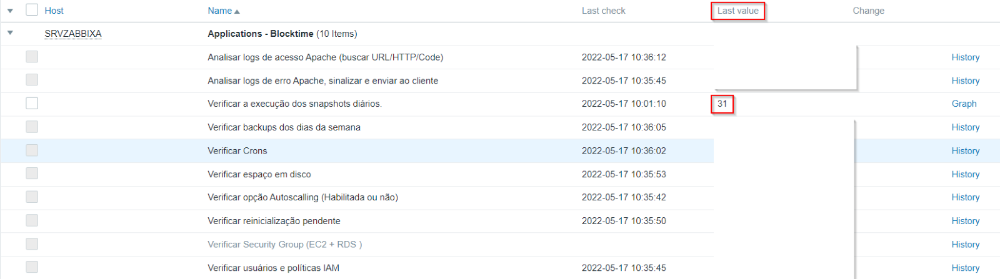 Host Name Last check Last value Change
SRVZABBIXA Applications - Blocktime (10 Items)
Analisar logs de acesso Apache (buscar URL/HTTP/Code) 2022-05-17 10:36:12 History
Analisar logs de erro Apache, sinalizar e enviar ao cliente 2022-05-17 10:35:45 History
Verificar a execução dos snapshots diários. 2022-05-17 10:01:10 31 Graph
Verificar backups dos dias da semana 2022-05-17 10:36:05 History
Verificar Crons 2022-05-17 10:36:02 History
Verificar espaço em disco 2022-05-17 10:35:53 History
Verificar opção Autoscalling (Habilitada ou não) 2022-05-17 10:35:42 History
Verificar reinicialização pendente 2022-05-17 10:35:50 History
Verificar Security Group (EC2 + RDS ) History
Verificar usuários e políticas IAM 2022-05-17 10:35:45 History